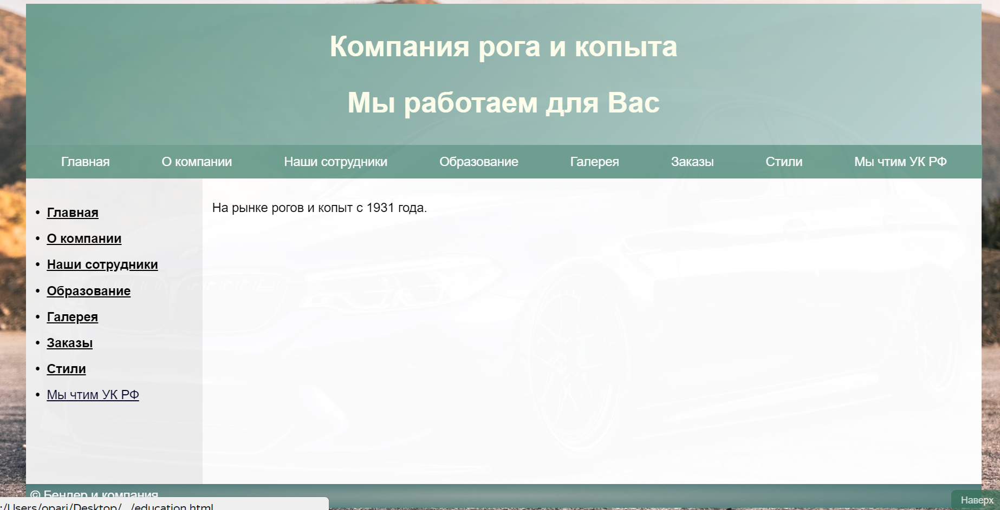 Компания рога и копыта
Мы работаем для Вас
Главная О компании Наши сотрудники Образование Галерея Заказы Стили Мы чтим УК РФ
• Главная
• О компании
• Наши сотрудники
• Образование
• Галерея
• Заказы
• Стили
• Мы чтим УК РФ
На рынке рогов и копыт с 1931 года.
© Бендер и компания
Наверх
:/Users/opari/Desktop/.../education.html